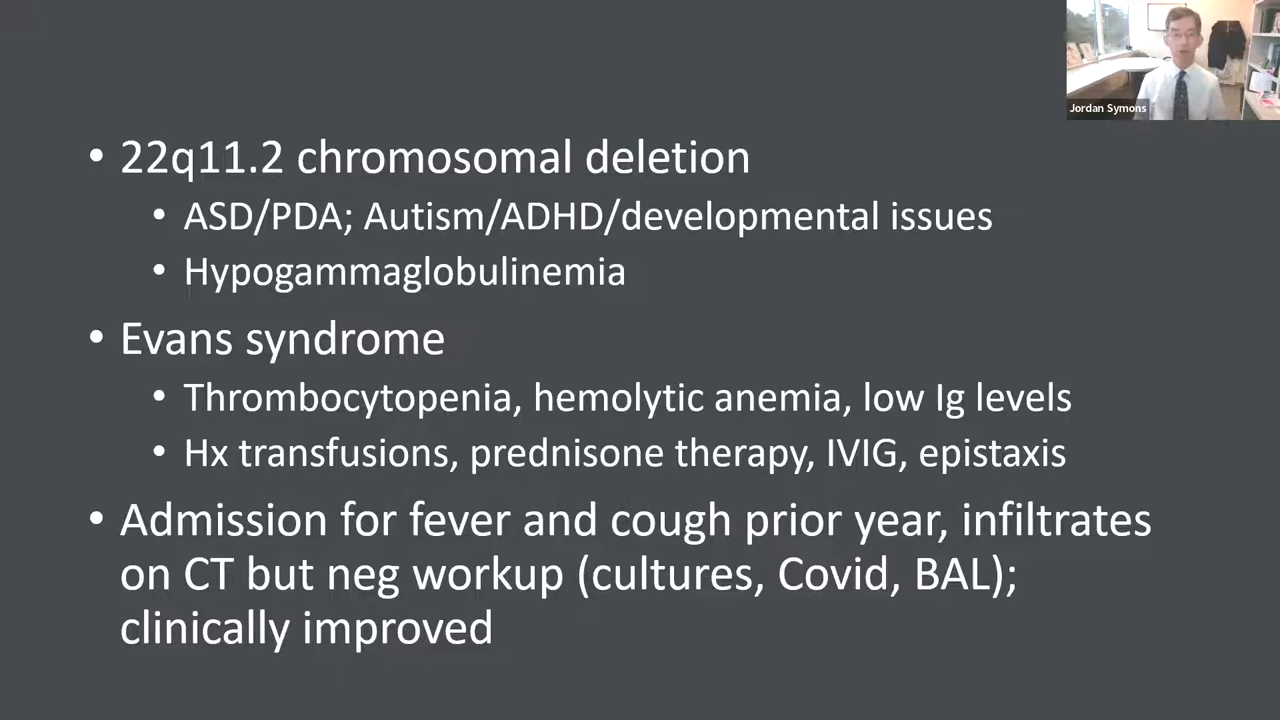 Jordan Symons
• 22q11.2 chromosomal deletion
• ASD/PDA; Autism/ADHD/developmental issues
• Hypogammaglobulinemia
• Evans syndrome
• Thrombocytopenia, hemolytic anemia, low Ig levels
• Hx transfusions, prednisone therapy, IVIG, epistaxis
• Admission for fever and cough prior year, infiltrates
on CT but neg workup (cultures, Covid, BAL);
clinically improved